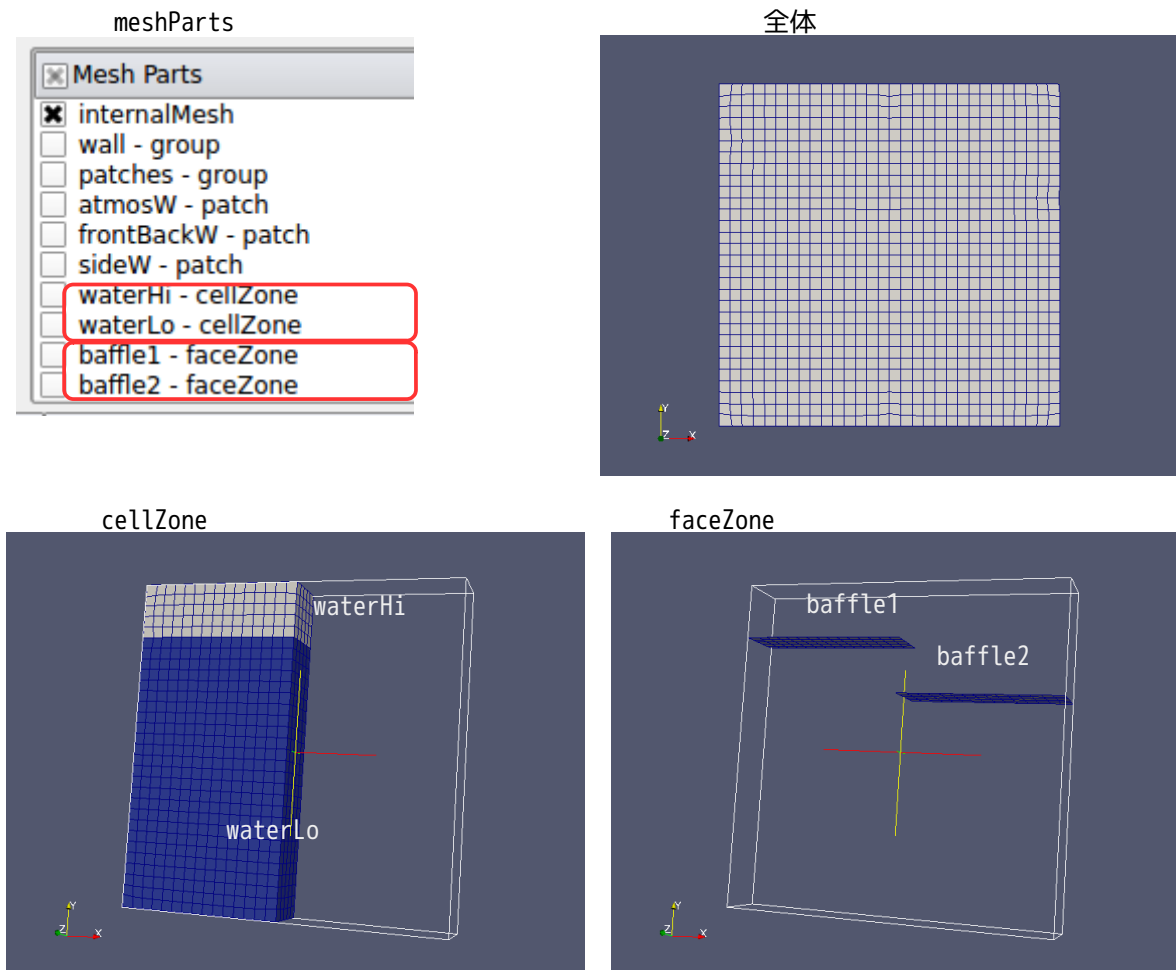 meshParts
全体
Mesh Parts
internalMesh
wall - group
patches - group
atmosW - patch
frontBackW - patch
sideW - patch
waterHi - cellZone
waterLo - cellZone
baffle1 - faceZone
baffle2 - faceZone
Y
Z X
cellZone
faceZone
waterHi
waterLo
Y
Z X
baffle1
baffle2
Y
Z X